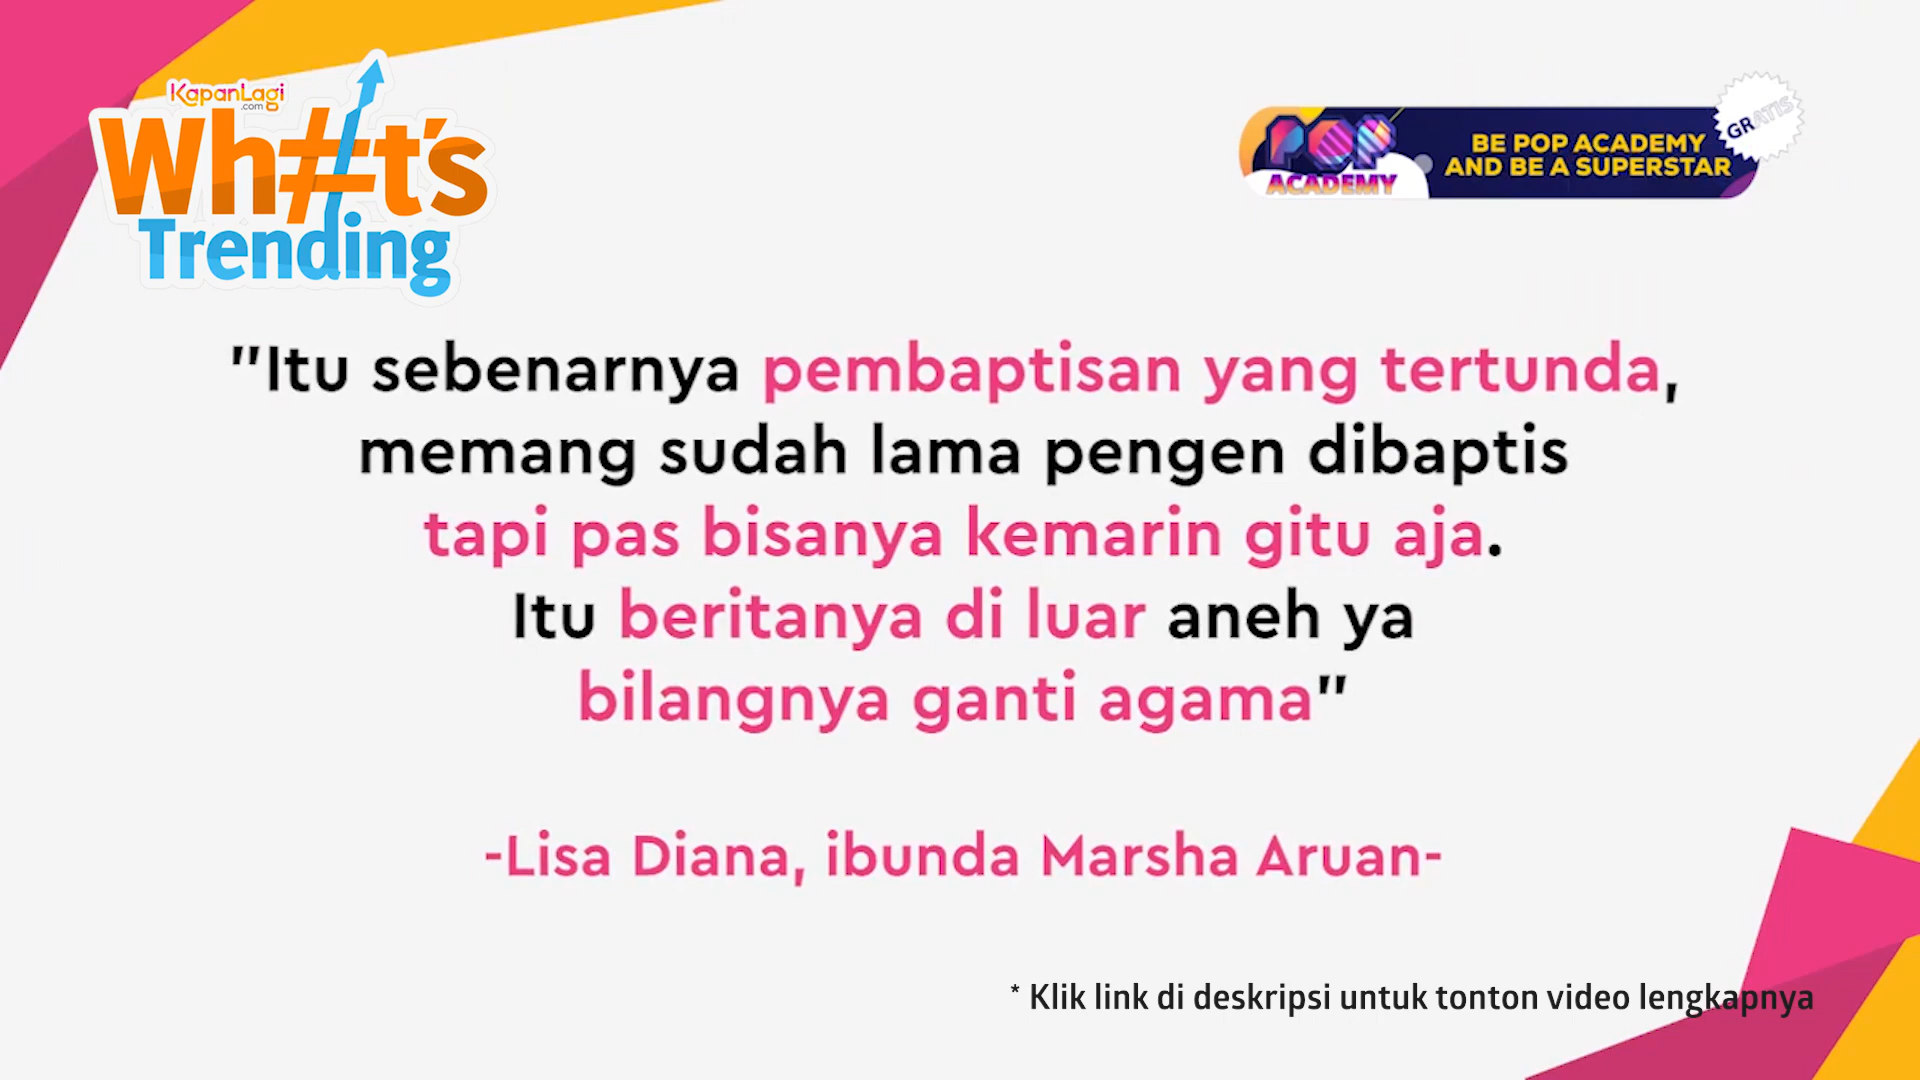 KapanLagi
.com
Wh#t's
Trending
POP
ACADEMY
BE POP ACADEMY
AND BE A SUPERSTAR
GRATIS
"Itu sebenarnya pembaptisan yang tertunda,
memang sudah lama pengen dibaptis
tapi pas bisanya kemarin gitu aja.
Itu beritanya di luar aneh ya
bilangnya ganti agama"
-Lisa Diana, ibunda Marsha Aruan-
* Klik link di deskripsi untuk tonton video lengkapnya